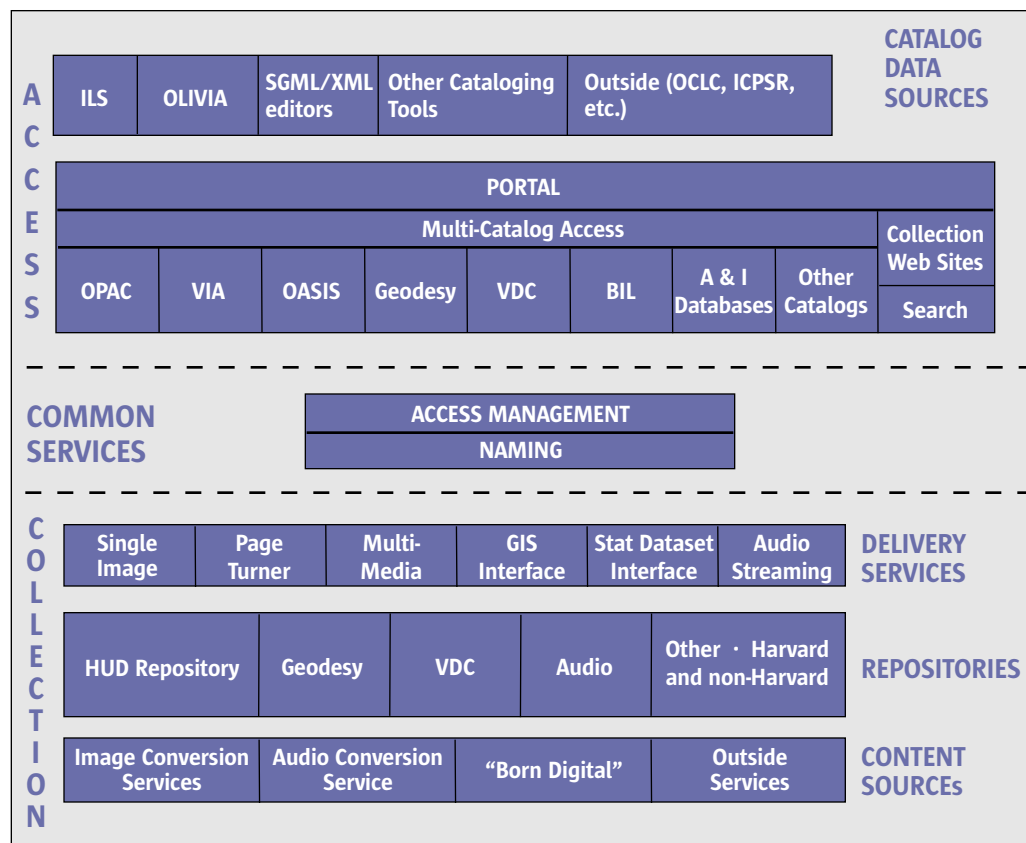 CATALOG
DATA
SOURCES
ACCESS
ILS
OLIVIA
SGML/XML
editors
Other Cataloging
Tools
Outside (OCLC, ICPSR,
etc.)
PORTAL
Multi-Catalog Access
Collection
Web Sites
Search
OPAC
VIA
OASIS
Geodesy
VDC
BIL
A & I
Databases
Other
Catalogs
COMMON
SERVICES
ACCESS MANAGEMENT
NAMING
COLLECTION
Single
Image
Page
Turner
Multi-
Media
GIS
Interface
Stat Dataset
Interface
Audio
Streaming
DELIVERY
SERVICES
HUD Repository
Geodesy
VDC
Audio
Other · Harvard
and non-Harvard
REPOSITORIES
Image Conversion
Services
Audio Conversion
Service
“Born Digital”
Outside
Services
CONTENT
SOURCEs